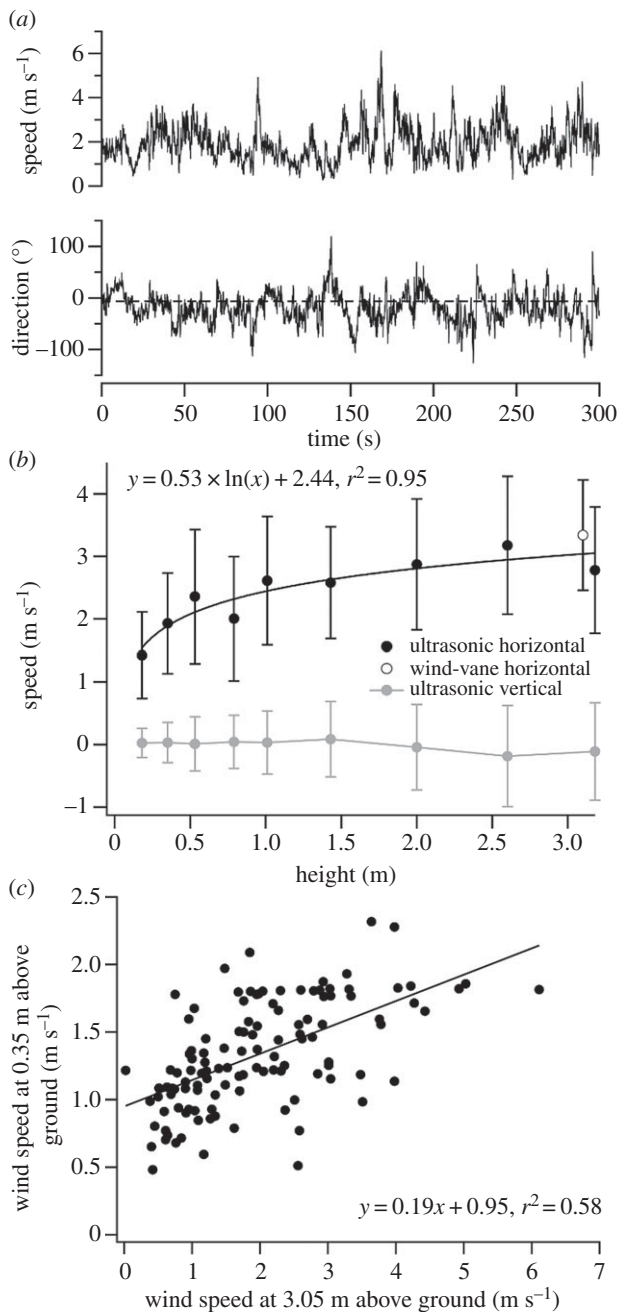 (a)
6
4
2
0
speed (m s⁻¹)
100
0
−100
direction (°)
0 50 100 150 200 250 300
time (s)
(b)
y = 0.53 × ln(x) + 2.44, r² = 0.95
4
3
2
1
0
−1
speed (m s⁻¹)
ultrasonic horizontal
wind-vane horizontal
ultrasonic vertical
0 0.5 1.0 1.5 2.0 2.5 3.0
height (m)
(c)
2.5
2.0
1.5
1.0
0.5
0
wind speed at 0.35 m above
ground (m s⁻¹)
y = 0.19x + 0.95, r² = 0.58
0 1 2 3 4 5 6 7
wind speed at 3.05 m above ground (m s⁻¹)